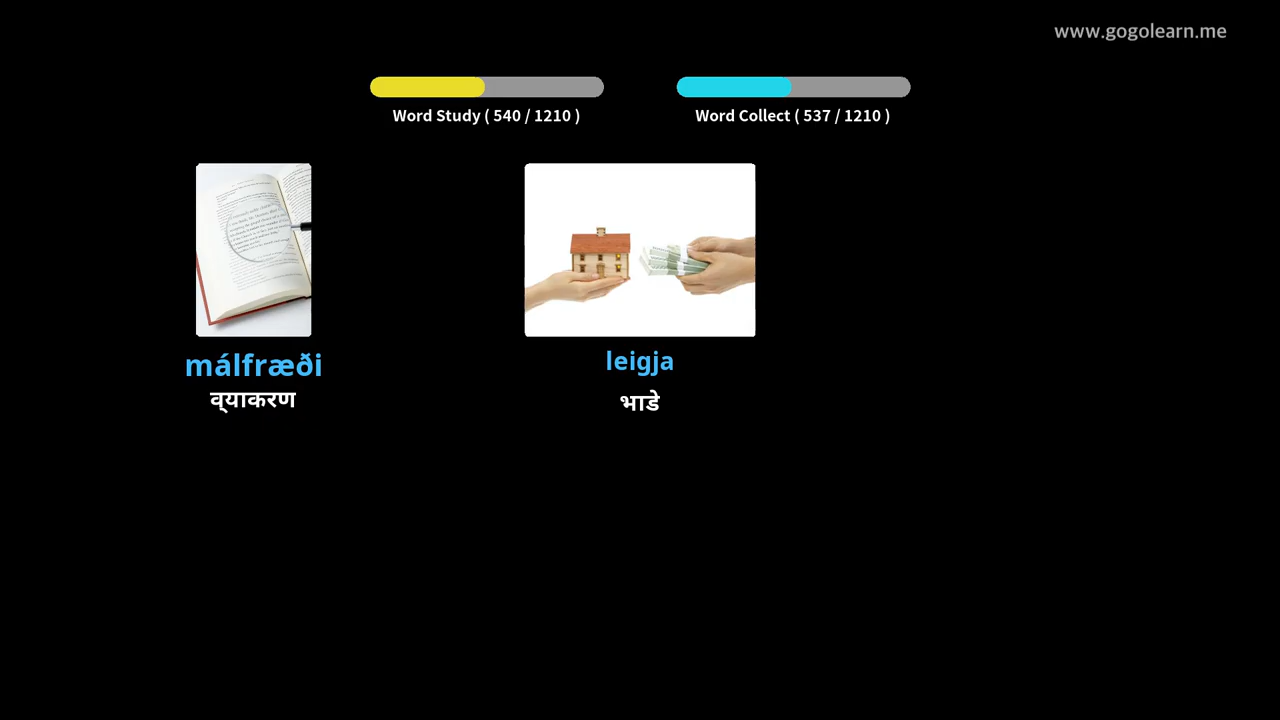 www.gogolearn.me
Word Study ( 540 / 1210 )
Word Collect ( 537 / 1210 )
málfræði
व्याकरण
leigja
भाडे